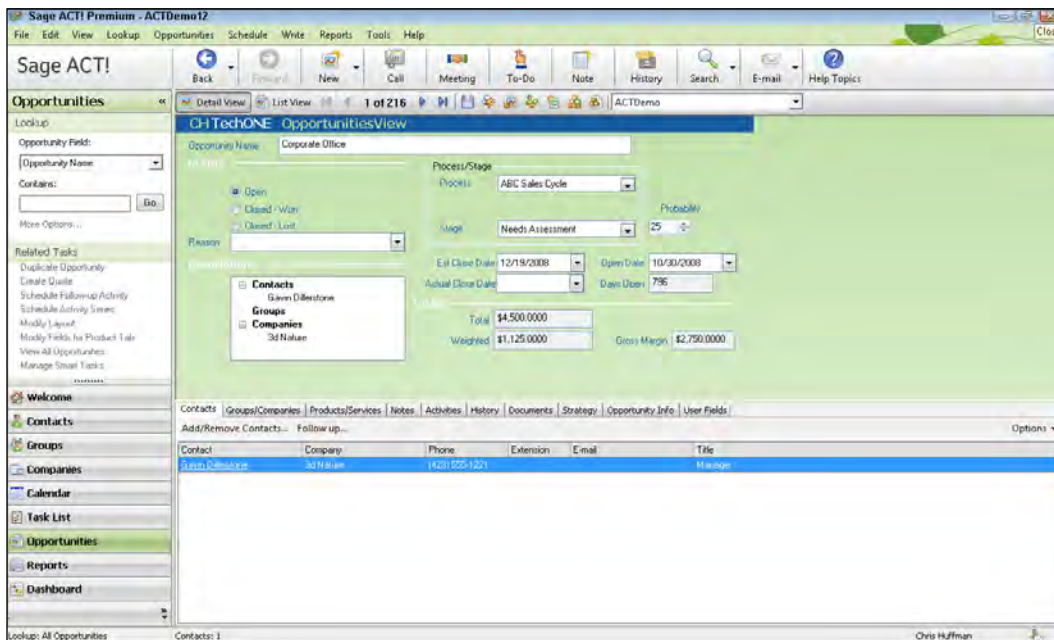 Sage ACT! Premium - ACTDemo12
File Edit View Lookup Opportunities Schedule Write Reports Tools Help
Clos
Sage ACT!
Back Forward New Call Meeting To-Do Note History Search E-mail Help Topics
Opportunities «
Detail View List View 1 of 216 ACTDemo
Lookup
Opportunity Field:
Opportunity Name
Contains:
Go
More Options...
Related Tasks
Duplicate Opportunity
Create Quote
Schedule Follow-up Activity
Schedule Activity Series
Modify Layout
Modify Fields for Product Tab
View All Opportunities
Manage Smart Tasks
Welcome
Contacts
Groups
Companies
Calendar
Task List
Opportunities
Reports
Dashboard
CHTechONE OpportunitiesView
Opportunity Name Corporate Office
Status
Open
Closed - Won
Closed - Lost
Reason
Process/Stage
Process ABC Sales Cycle
Probability
Stage Needs Assessment 25
Est Close Date 12/19/2008 Open Date 10/30/2008
Actual Close Date Days Open 786
Contacts
Gavin Dillerstone
Groups
Companies
3d Nature
Total $4,500.0000
Weighted $1,125.0000 Gross Margin $2,750.0000
Contacts Groups/Companies Products/Services Notes Activities History Documents Strategy Opportunity Info User Fields
Add/Remove Contacts... Follow up... Options
Contact Company Phone Extension E-mail Title
Gavin Dillerstone 3d Nature (423) 555-1221 Manager
Lookup: All Opportunities Contacts: 1 Chris Huffman